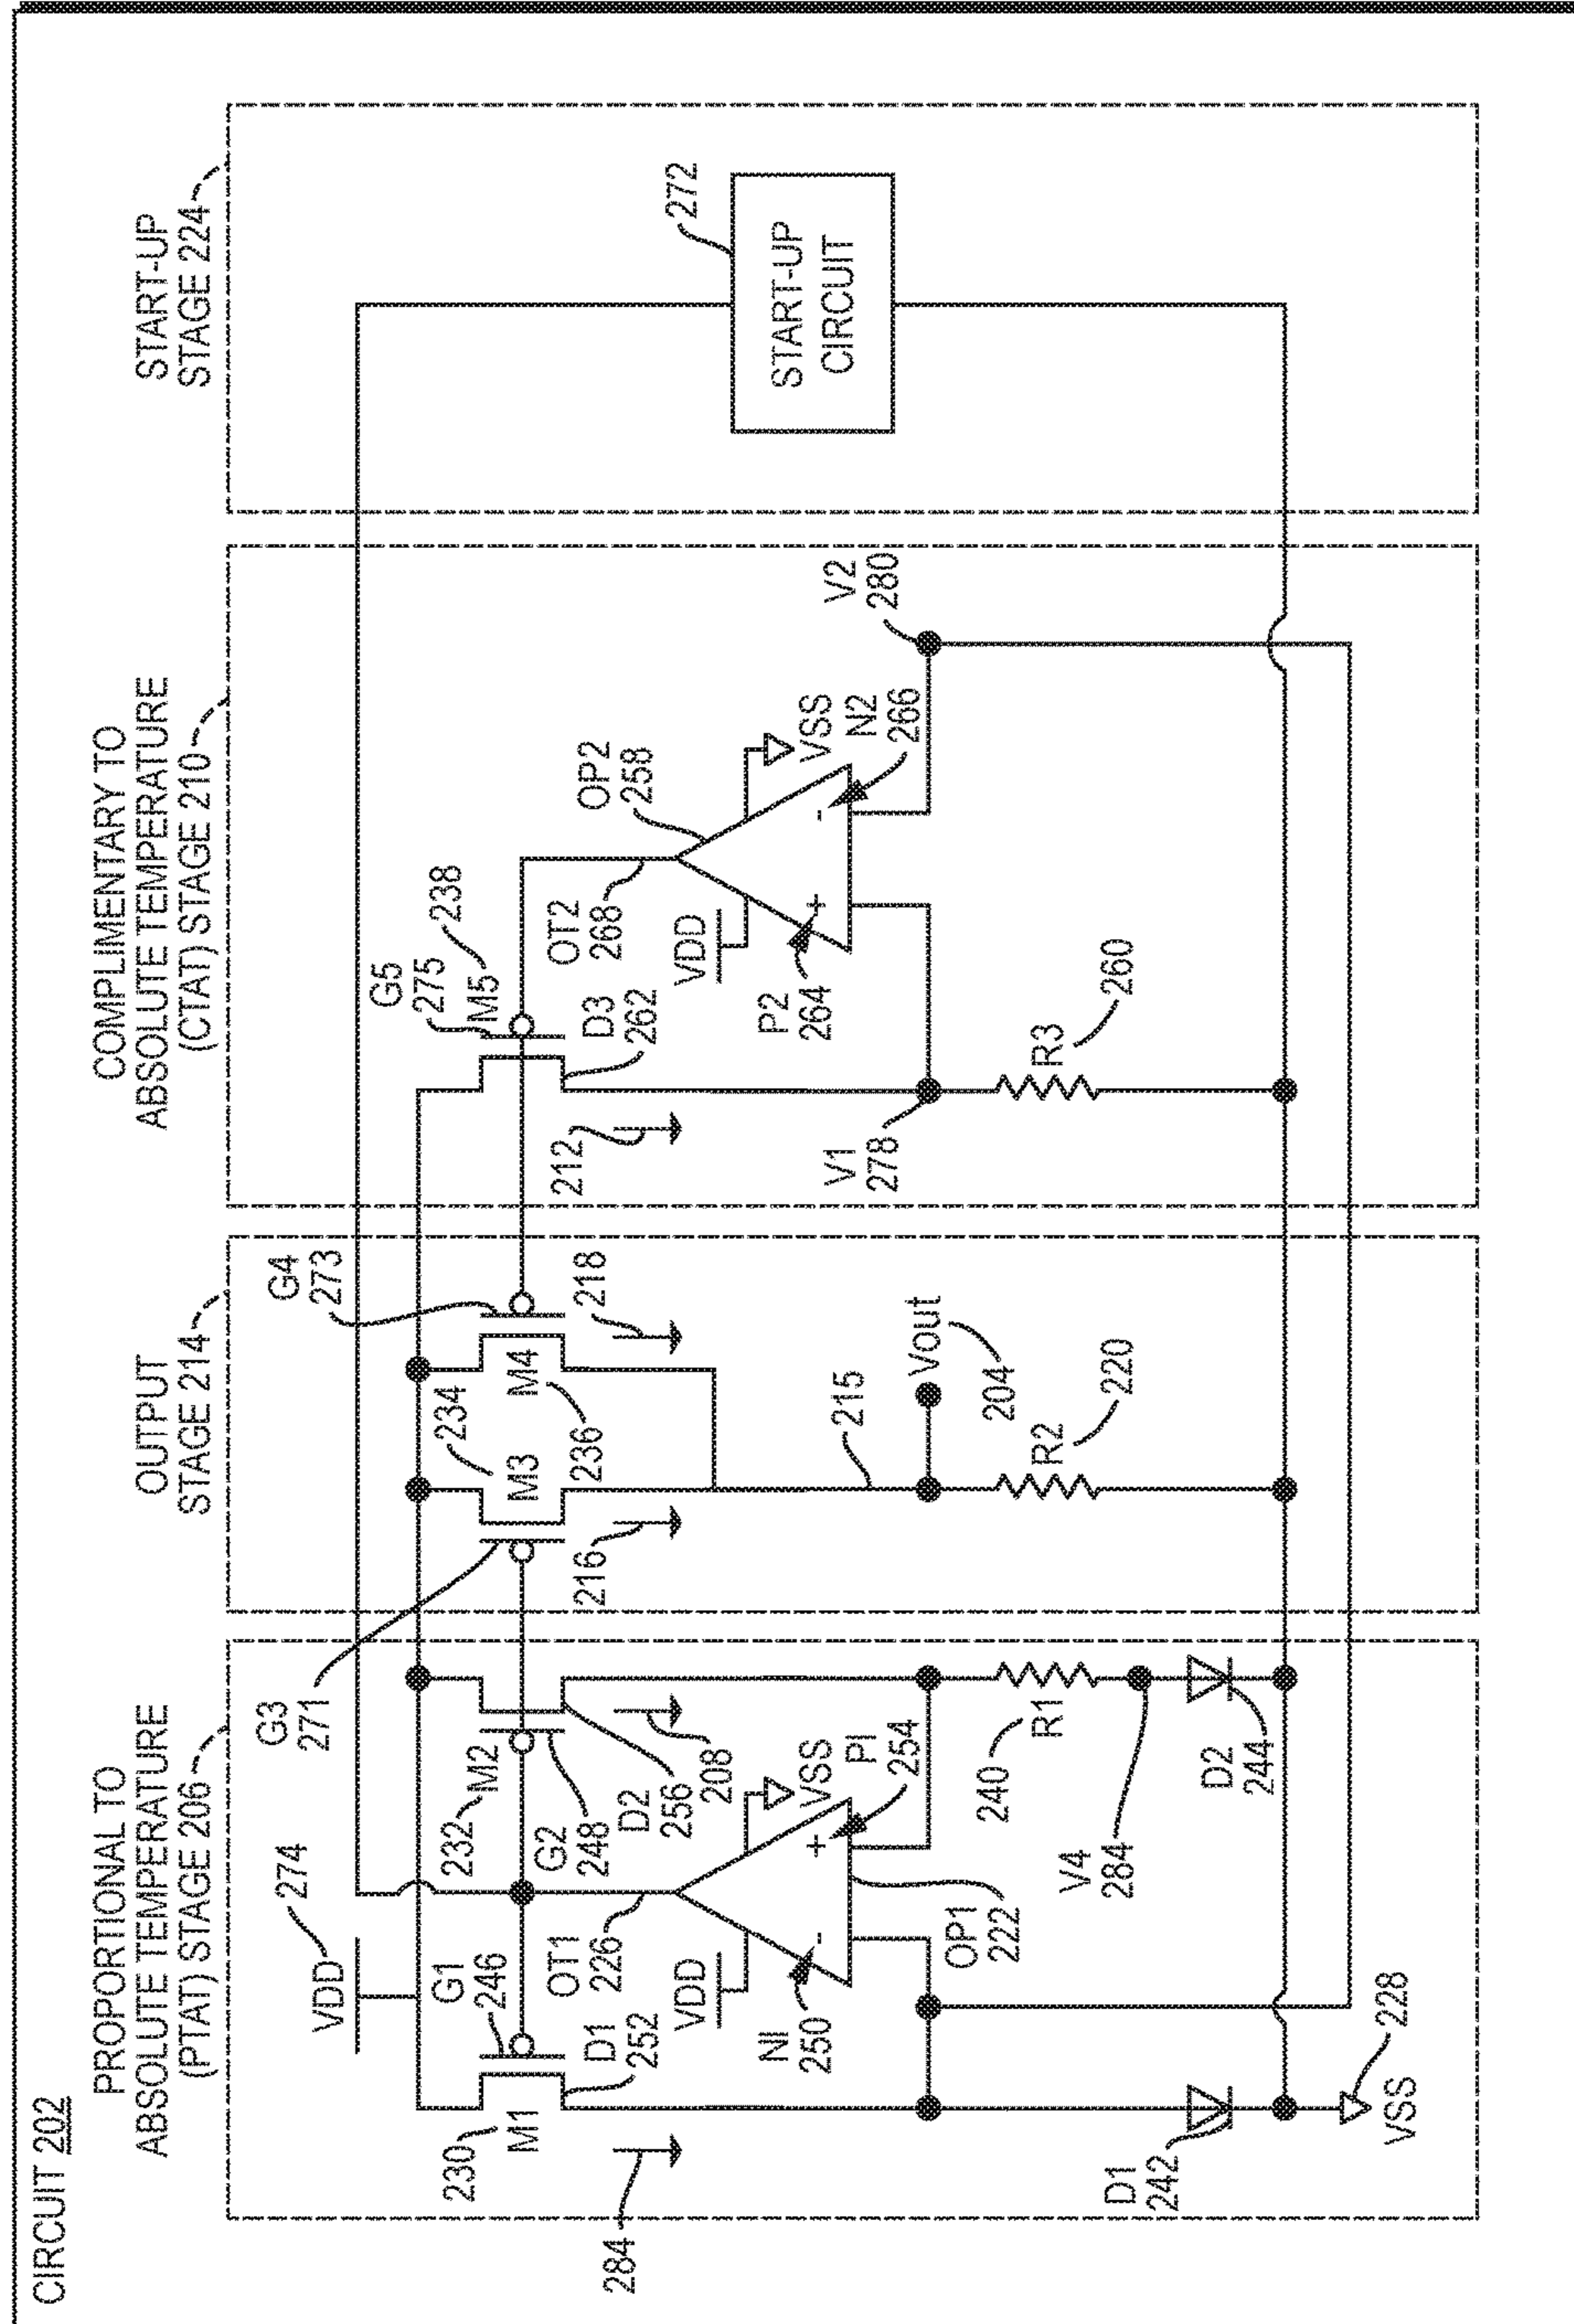 CIRCUIT 202
PROPORTIONAL TO
ABSOLUTE TEMPERATURE
(PTAT) STAGE 206
OUTPUT
STAGE 214
COMPLIMENTARY TO
ABSOLUTE TEMPERATURE
(CTAT) STAGE 210
START-UP
STAGE 224
VDD
274
G3
271
G4
273
G5
275
M5
238
230
M1
G1
246
232
M2
G2
248
234
M3
M4
236
D1
252
OT1
226
D2
256
208
216
218
212
D3
262
OT2
268
OP2
258
284
VDD
VSS
NI
250
PI
254
OP1
222
215
Vout
204
VDD
VSS
P2
264
N2
266
V1
278
V2
280
START-UP
CIRCUIT
272
240
R1
R2
220
R3
260
V4
284
D1
242
D2
244
228
VSS